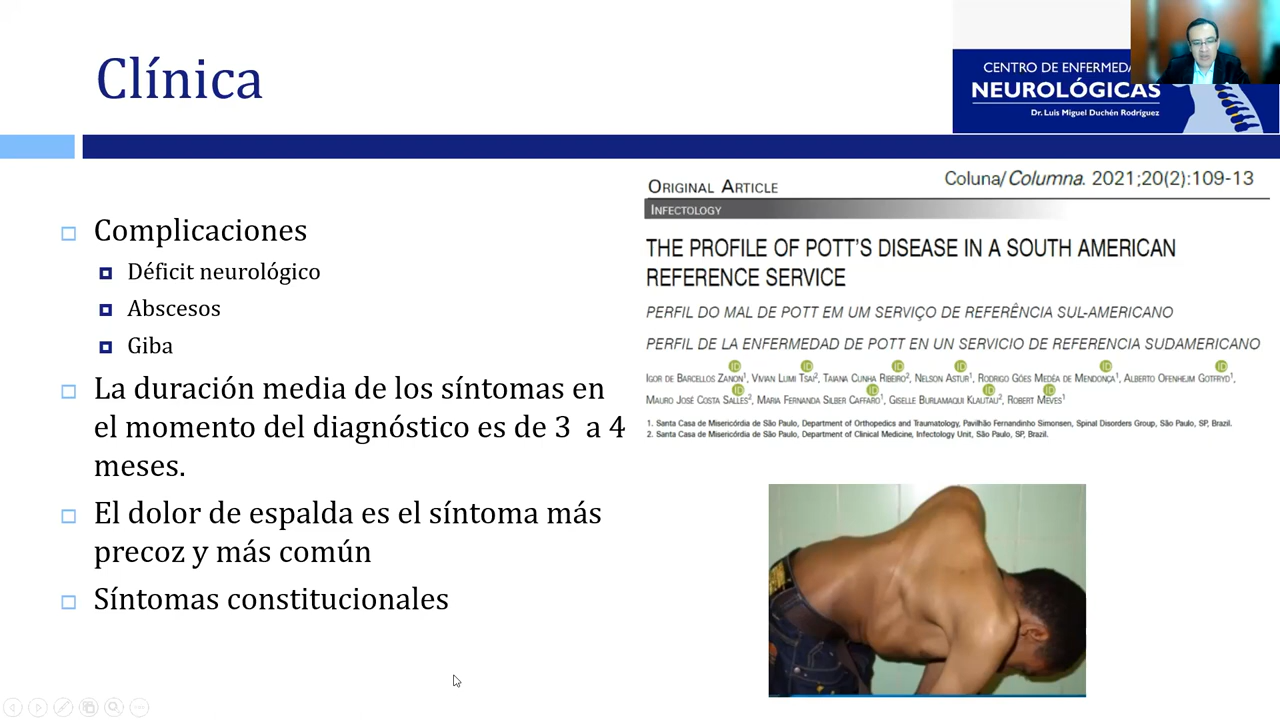 Clínica
CENTRO DE ENFERMEDA
NEUROLÓGICAS
Dr. Luis Miguel Duchén Rodríguez
Complicaciones
Déficit neurológico
Abscesos
Giba
La duración media de los síntomas en
el momento del diagnóstico es de 3 a 4
meses.
El dolor de espalda es el síntoma más
precoz y más común
Síntomas constitucionales
ORIGINAL ARTICLE
Coluna/Columna. 2021;20(2):109-13
INFECTOLOGY
THE PROFILE OF POTT'S DISEASE IN A SOUTH AMERICAN
REFERENCE SERVICE
PERFIL DO MAL DE POTT EM UM SERVIÇO DE REFERÊNCIA SUL-AMERICANO
PERFIL DE LA ENFERMEDAD DE POTT EN UN SERVICIO DE REFERENCIA SUDAMERICANO
IGOR DE BARCELLOS ZANON¹, VIVIAN LUMI TSAI², TAIANA CUNHA RIBEIRO², NELSON ASTUR¹, RODRIGO GÓES MEDÉA DE MENDONÇA¹, ALBERTO OFENHEJM GOTFRYD¹,
MAURO JOSÉ COSTA SALLES², MARIA FERNANDA SILBER CAFFARO¹, GISELLE BURLAMAQUI KLAUTAU², ROBERT MEVES¹
1. Santa Casa de Misericórdia de São Paulo, Department of Orthopedics and Traumatology, Pavilhão Fernandinho Simonsen, Spinal Disorders Group, São Paulo, SP, Brazil.
2. Santa Casa de Misericórdia de São Paulo, Department of Clinical Medicine, Infectology Unit, São Paulo, SP, Brazil.